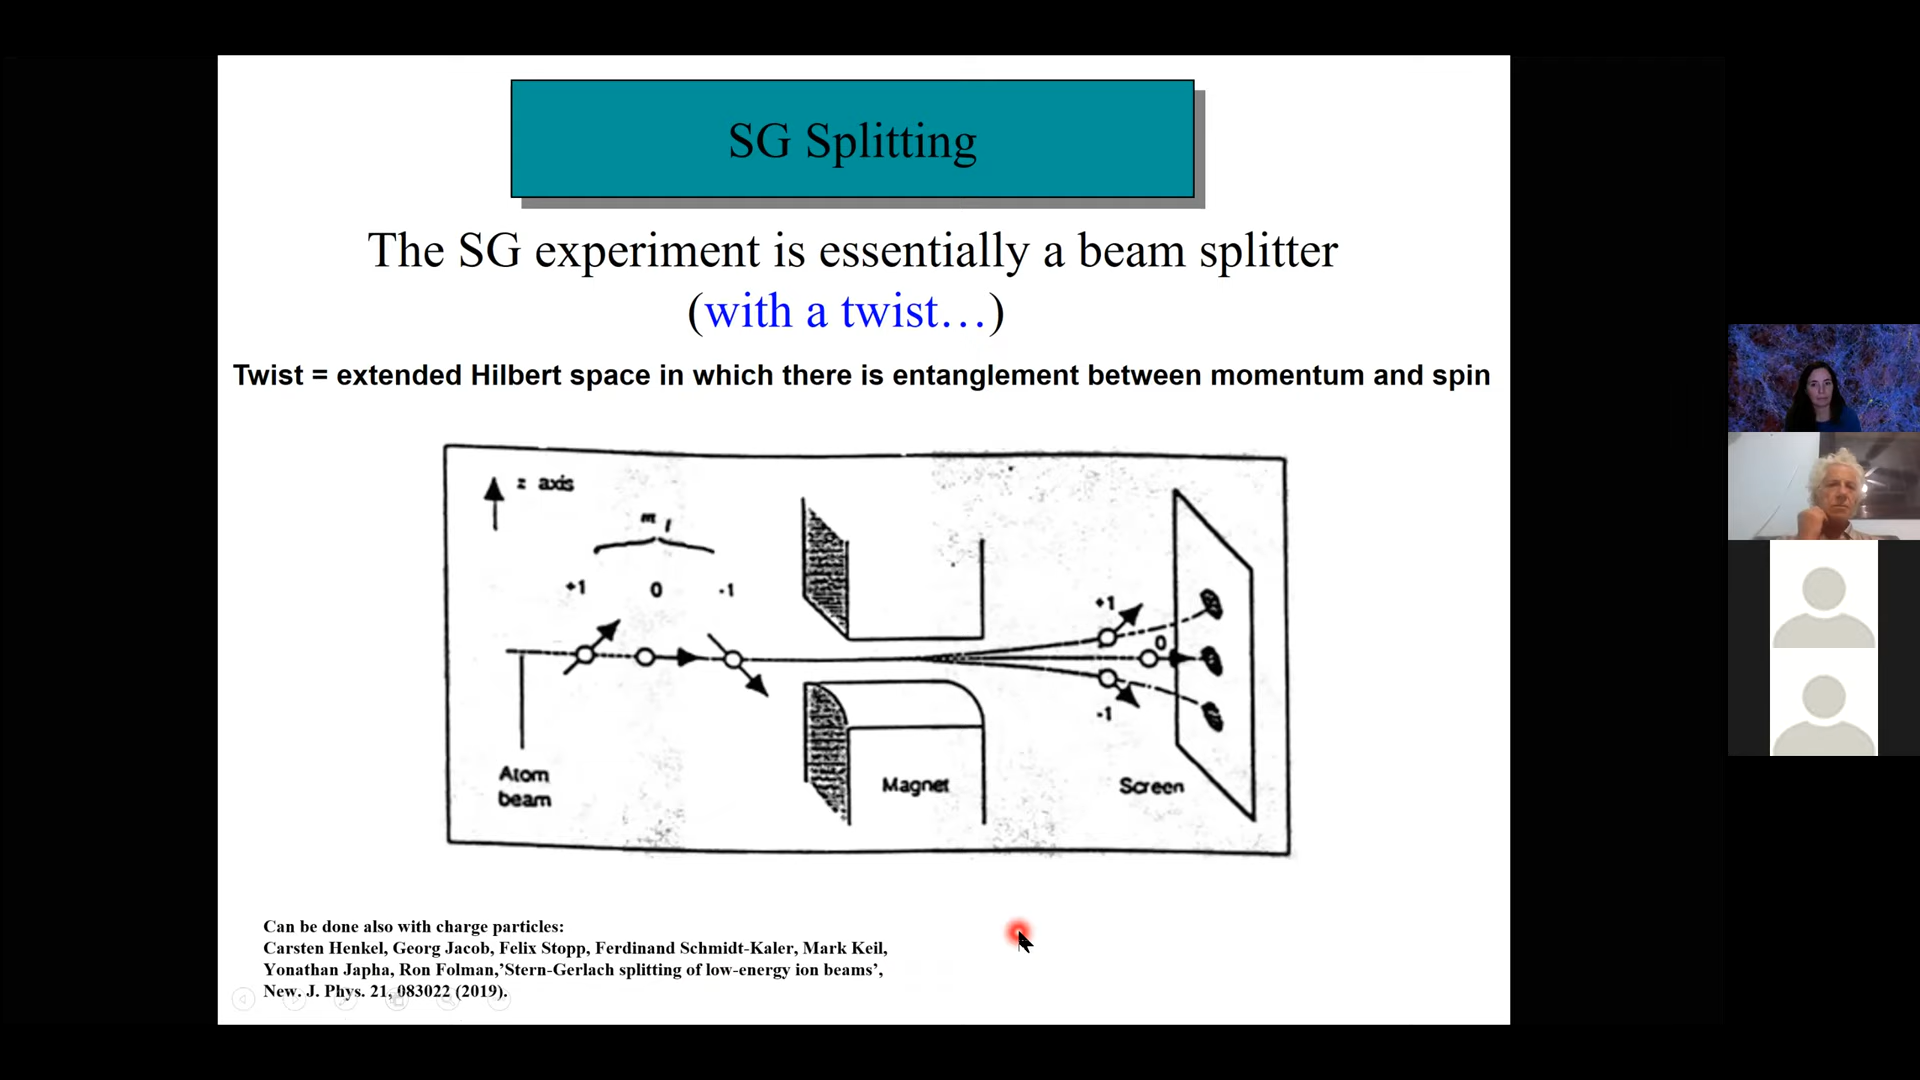 SG Splitting
The SG experiment is essentially a beam splitter
(with a twist…)
Twist = extended Hilbert space in which there is entanglement between momentum and spin
z axis
m l
+1 0 -1
+1
0
-1
Atom
beam
Magnet
Screen
Can be done also with charge particles:
Carsten Henkel, Georg Jacob, Felix Stopp, Ferdinand Schmidt-Kaler, Mark Keil,
Yonathan Japha, Ron Folman,’Stern-Gerlach splitting of low-energy ion beams’,
New. J. Phys. 21, 083022 (2019).